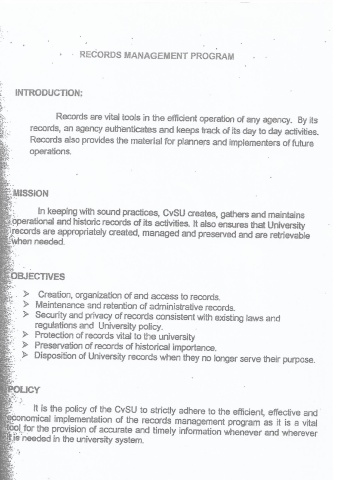 RECORDS MANAGEMENT PROGRAM
INTRODUCTION:
Records are vital tools in the efficient operation of any agency. By its
records, an agency authenticates and keeps track of its day to day activities.
Records also provides the material for planners and implementers of future
operations.
MISSION
In keeping with sound practices, CvSU creates, gathers and maintains
operational and historic records of its activities. It also ensures that University
records are appropriately created, managed and preserved and are retrievable
when needed.
OBJECTIVES
➢ Creation, organization of and access to records.
➢ Maintenance and retention of administrative records.
➢ Security and privacy of records consistent with existing laws and
regulations and University policy.
➢ Protection of records vital to the university
➢ Preservation of records of historical importance.
➢ Disposition of University records when they no longer serve their purpose.
POLICY
It is the policy of the CvSU to strictly adhere to the efficient, effective and
economical implementation of the records management program as it is a vital
tool for the provision of accurate and timely information whenever and wherever
it is needed in the university system.